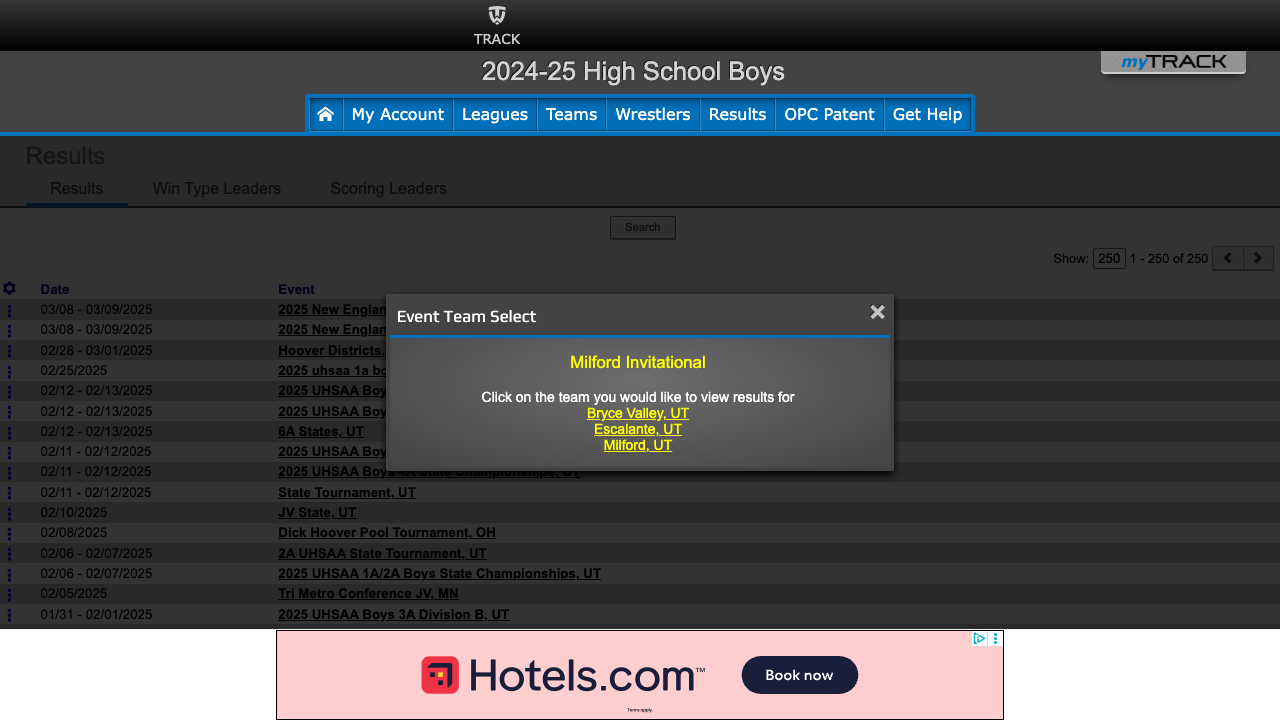 TRACK
2024-25 High School Boys
myTRACK
My Account Leagues Teams Wrestlers Results OPC Patent Get Help
Results
Results Win Type Leaders Scoring Leaders
Search
Show: 250 1 - 250 of 250
Date Event
03/08 - 03/09/2025 2025 New Englan
03/08 - 03/09/2025 2025 New Englan
02/28 - 03/01/2025 Hoover Districts,
02/25/2025 2025 uhsaa 1a bo
02/12 - 02/13/2025 2025 UHSAA Boy
02/12 - 02/13/2025 2025 UHSAA Boy
02/12 - 02/13/2025 6A States, UT
02/11 - 02/12/2025 2025 UHSAA Boy
02/11 - 02/12/2025 2025 UHSAA Boys 4A State Championships, UT
02/11 - 02/12/2025 State Tournament, UT
02/10/2025 JV State, UT
02/08/2025 Dick Hoover Pool Tournament, OH
02/06 - 02/07/2025 2A UHSAA State Tournament, UT
02/06 - 02/07/2025 2025 UHSAA 1A/2A Boys State Championships, UT
02/05/2025 Tri Metro Conference JV, MN
01/31 - 02/01/2025 2025 UHSAA Boys 3A Division B, UT
Event Team Select
Milford Invitational
Click on the team you would like to view results for
Bryce Valley, UT
Escalante, UT
Milford, UT
Hotels.com™ Book now
Terms apply.